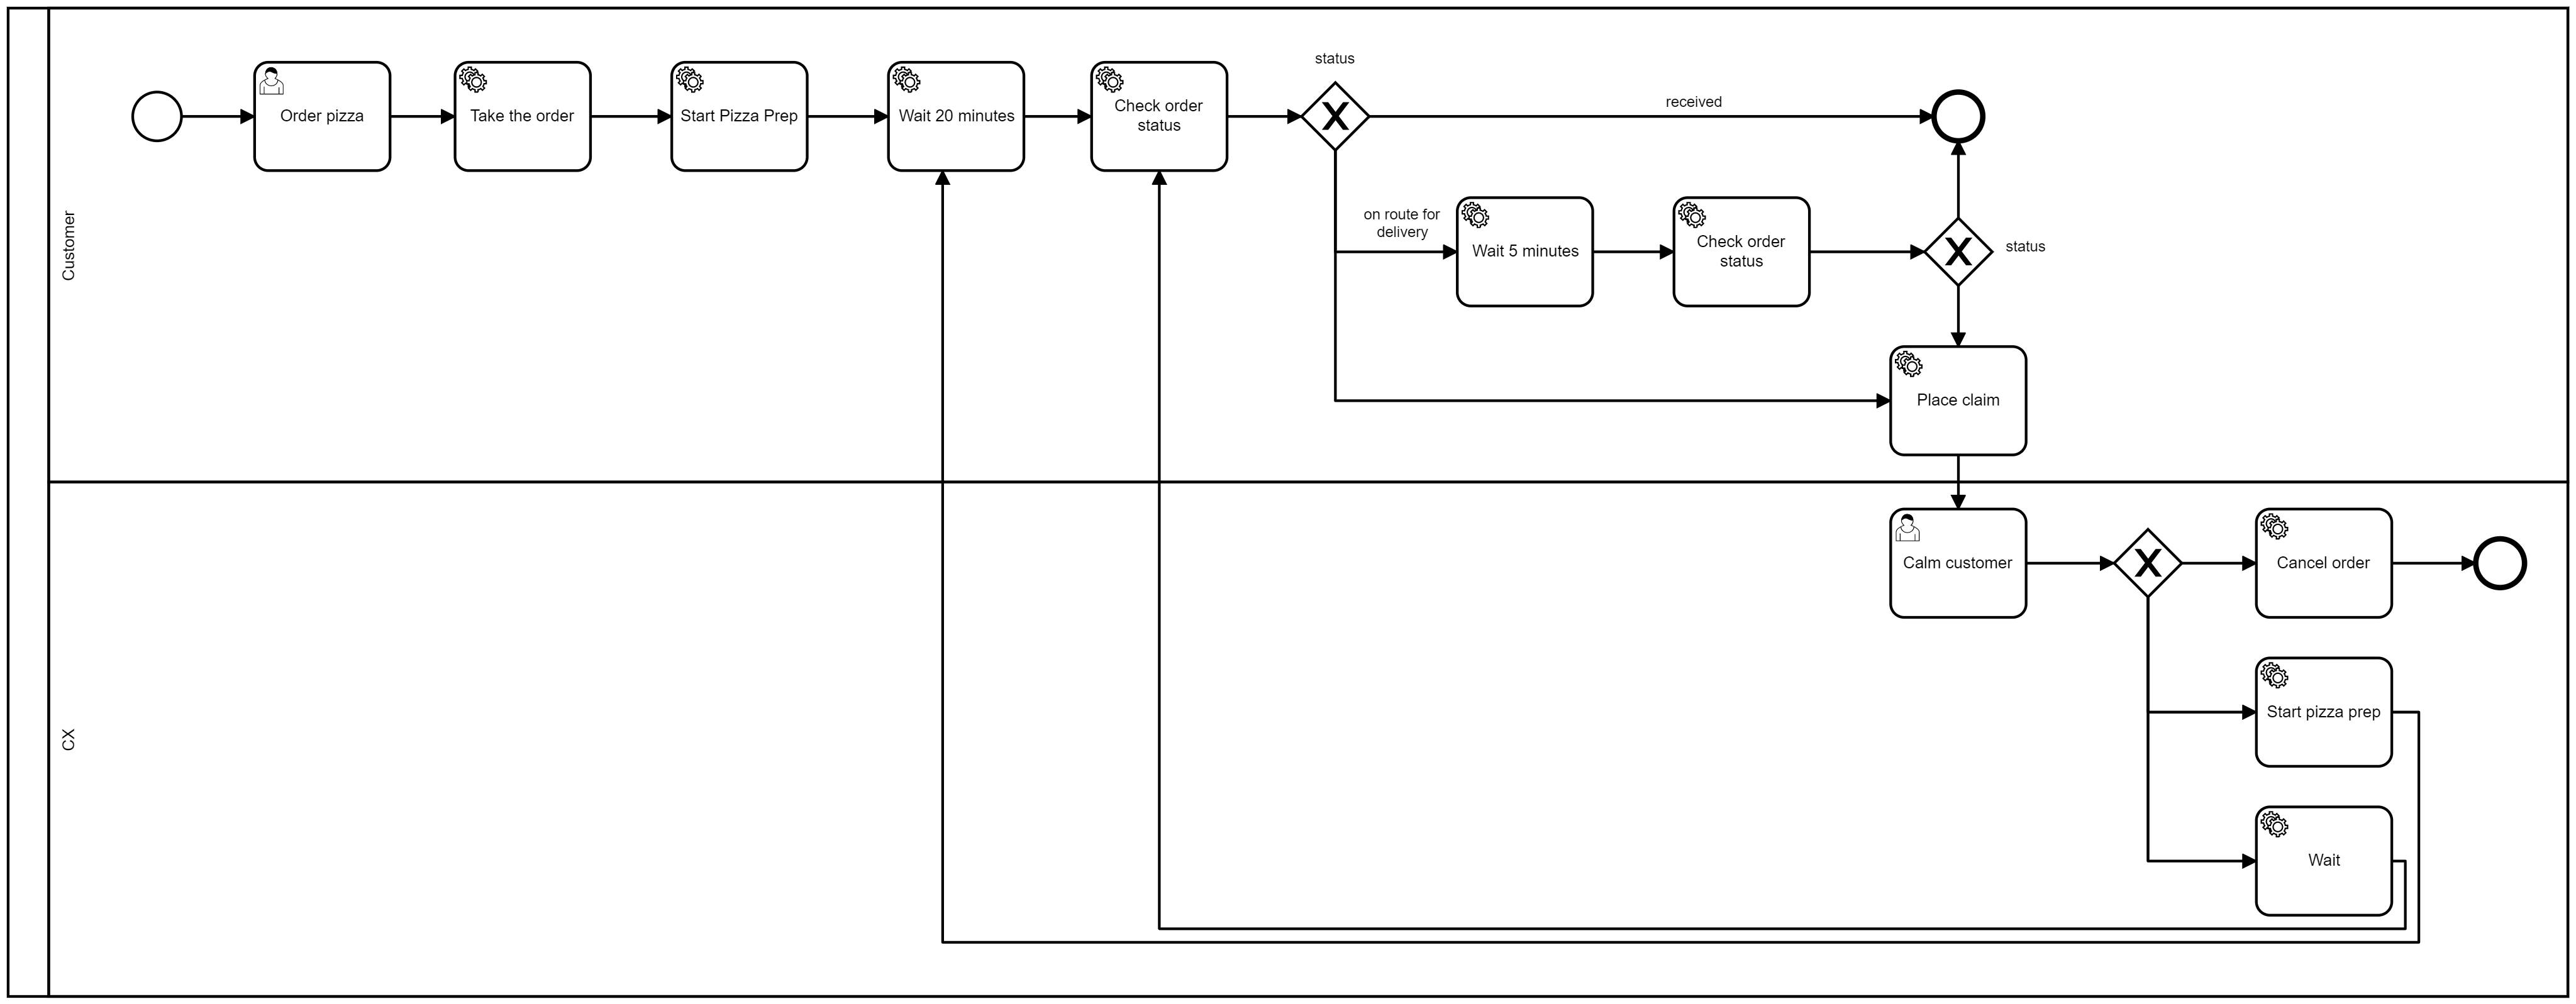 Customer
status
Order pizza
Take the order
Start Pizza Prep
Wait 20 minutes
Check order
status
received
on route for
delivery
Wait 5 minutes
Check order
status
status
Place claim
CX
Calm customer
Cancel order
Start pizza prep
Wait